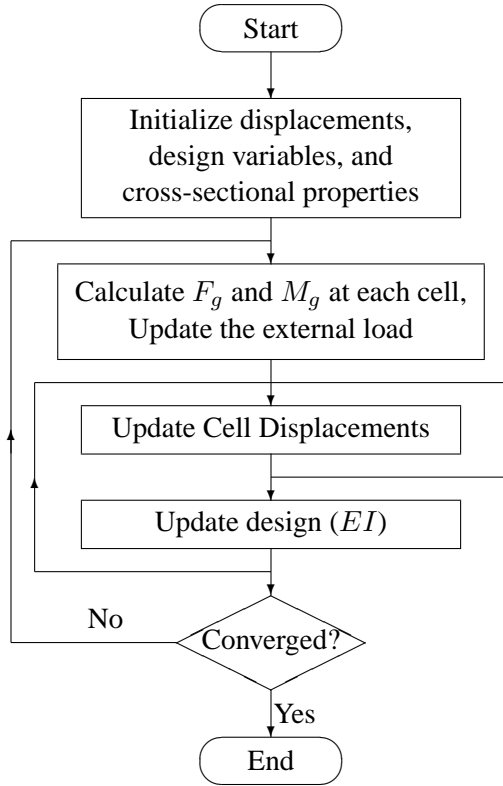 Start
Initialize displacements,
design variables, and
cross-sectional properties
Calculate F_g and M_g at each cell,
Update the external load
Update Cell Displacements
Update design (EI)
No
Converged?
Yes
End